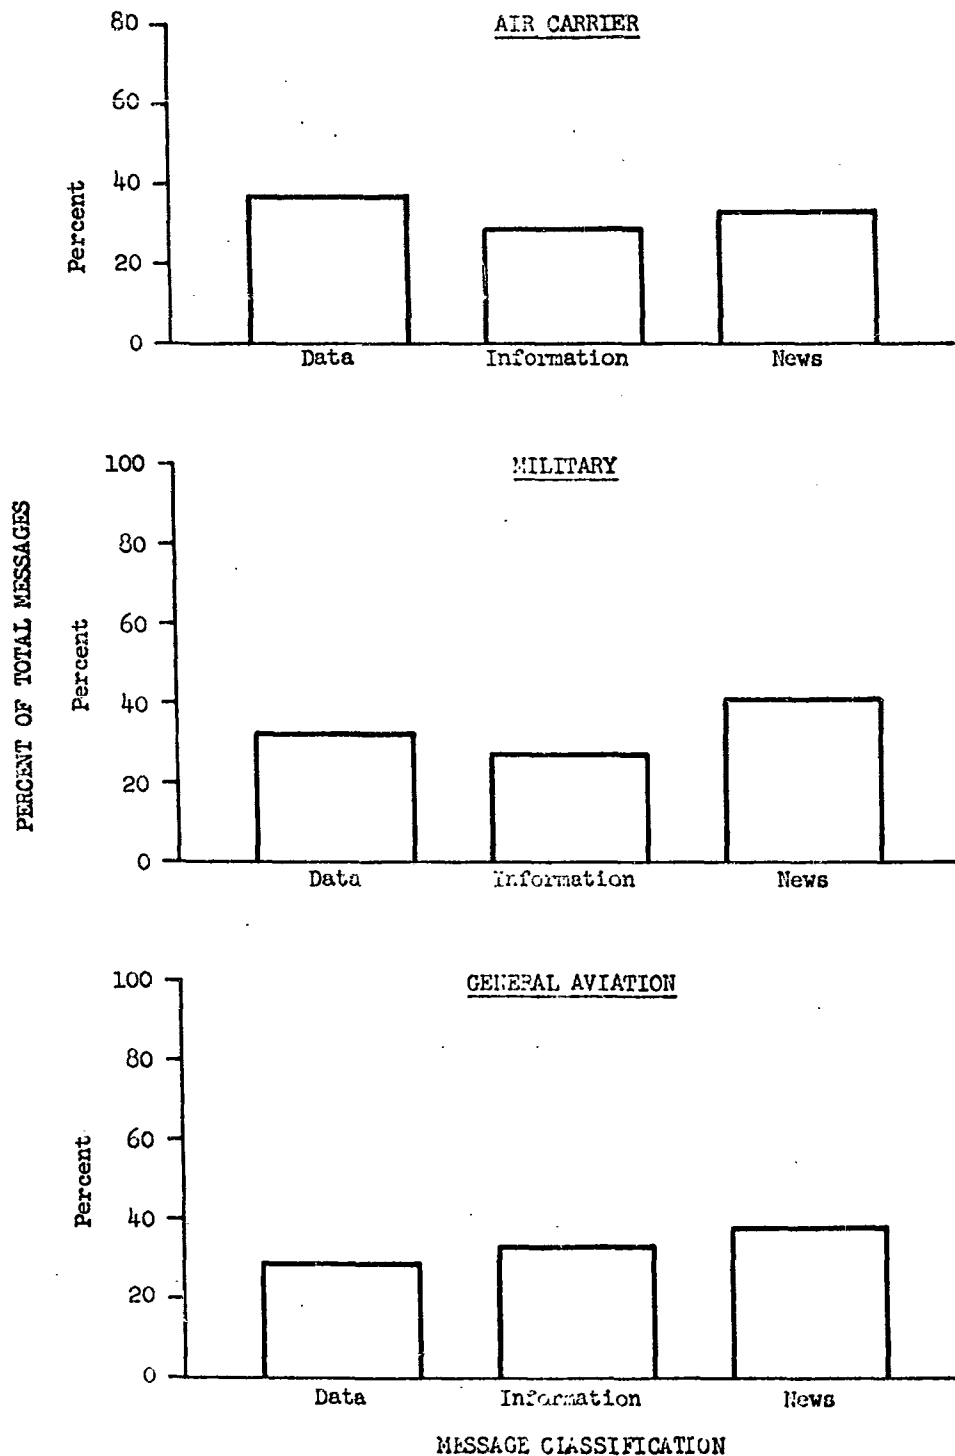 PERCENT OF TOTAL MESSAGES
AIR CARRIER
Percent
80
60
40
20
0
Data Information News
MILITARY
Percent
100
80
60
40
20
0
Data Information News
GENERAL AVIATION
Percent
100
80
60
40
20
0
Data Information News
MESSAGE CLASSIFICATION